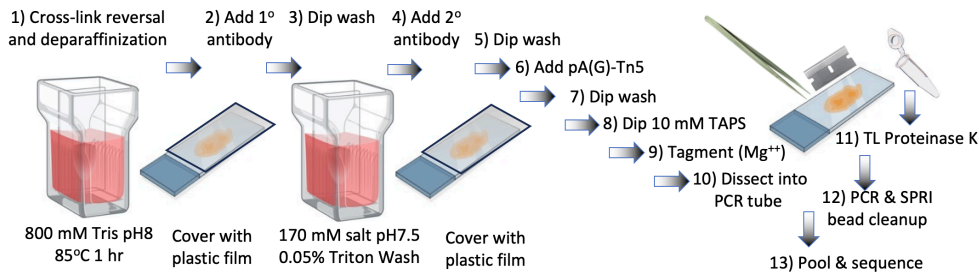 1) Cross-link reversal
and deparaffinization
2) Add 1º
antibody
3) Dip wash
4) Add 2º
antibody
5) Dip wash
6) Add pA(G)-Tn5
7) Dip wash
8) Dip 10 mM TAPS
9) Tagment (Mg⁺⁺)
10) Dissect into
PCR tube
11) TL Proteinase K
12) PCR & SPRI
bead cleanup
13) Pool & sequence
800 mM Tris pH8
85ºC 1 hr
Cover with
plastic film
170 mM salt pH7.5
0.05% Triton Wash
Cover with
plastic film